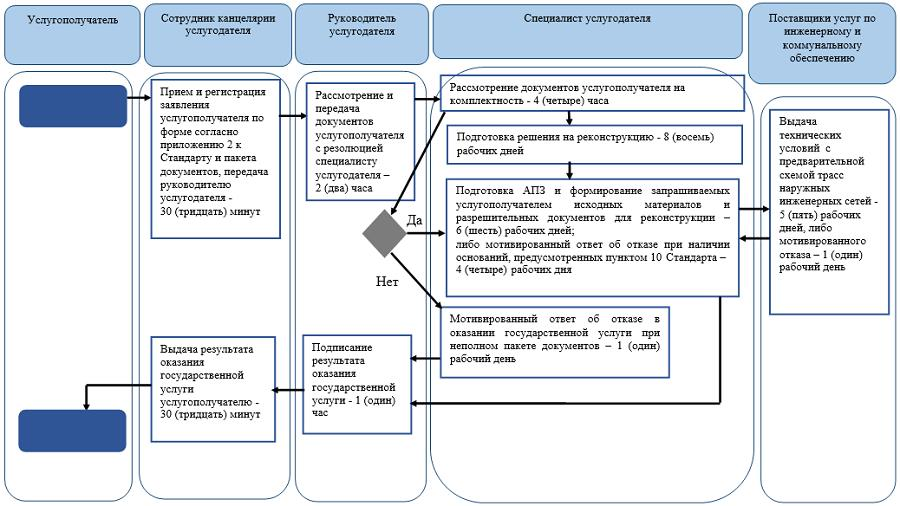 Услугополучатель
Сотрудник канцелярии
услугодателя
Руководитель
услугодателя
Специалист услугодателя
Поставщики услуг по
инженерному и
коммунальному
обеспечению
Прием и регистрация
заявления
услугополучателя по
форме согласно
приложению 2 к
Стандарту и пакета
документов, передача
руководителю
услугодателя -
30 (тридцать) минут
Рассмотрение и
передача
документов
услугополучателя
с резолюцией
специалисту
услугодателя –
2 (два) часа
Рассмотрение документов услугополучателя на
комплектность - 4 (четыре) часа
Подготовка решения на реконструкцию - 8 (восемь)
рабочих дней
Подготовка АПЗ и формирование запрашиваемых
услугополучателем исходных материалов и
разрешительных документов для реконструкции –
6 (шесть) рабочих дней;
либо мотивированный ответ об отказе при наличии
оснований, предусмотренных пунктом 10 Стандарта –
4 (четыре) рабочих дня
Выдача
технических
условий с
предварительной
схемой трасс
наружных
инженерных сетей -
5 (пять) рабочих
дней, либо
мотивированного
отказа – 1 (один)
рабочий день
Да
Нет
Мотивированный ответ об отказе в
оказании государственной услуги при
неполном пакете документов – 1 (один)
рабочий день
Подписание
результата
оказания
государственной
услуги - 1 (один)
час
Выдача результата
оказания
государственной
услуги
услугополучателю -
30 (тридцать) минут